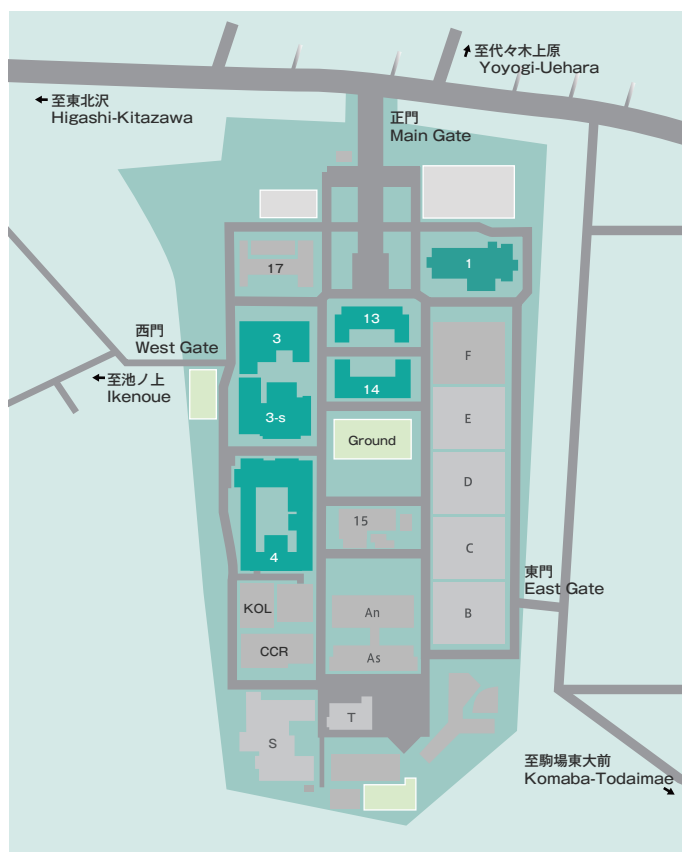 至代々木上原
Yoyogi-Uehara
至東北沢
Higashi-Kitazawa
正門
Main Gate
17
1
13
西門
West Gate
3
14
F
至池ノ上
Ikenoue
3-s
Ground
E
D
15
4
C
東門
East Gate
KOL
An
B
CCR
As
T
S
至駒場東大前
Komaba-Todaimae